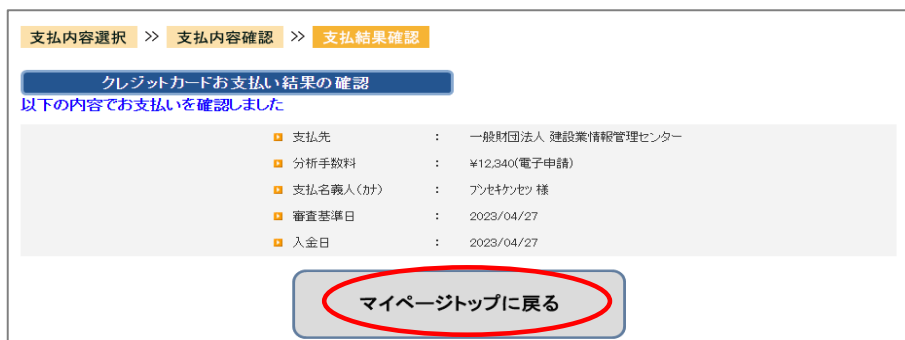 支払内容選択 >> 支払内容確認 >> 支払結果確認
クレジットカードお支払い結果の確認
以下の内容でお支払いを確認しました
支払先 : 一般財団法人 建設業情報管理センター
分析手数料 : ¥12,340(電子申請)
支払名義人(カナ) : ブンセキケンセツ 様
審査基準日 : 2023/04/27
入金日 : 2023/04/27
マイページトップに戻る